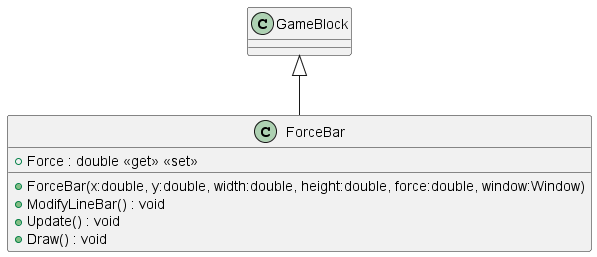 C GameBlock
C ForceBar
Force : double «get» «set»
ForceBar(x:double, y:double, width:double, height:double, force:double, window:Window)
ModifyLineBar() : void
Update() : void
Draw() : void